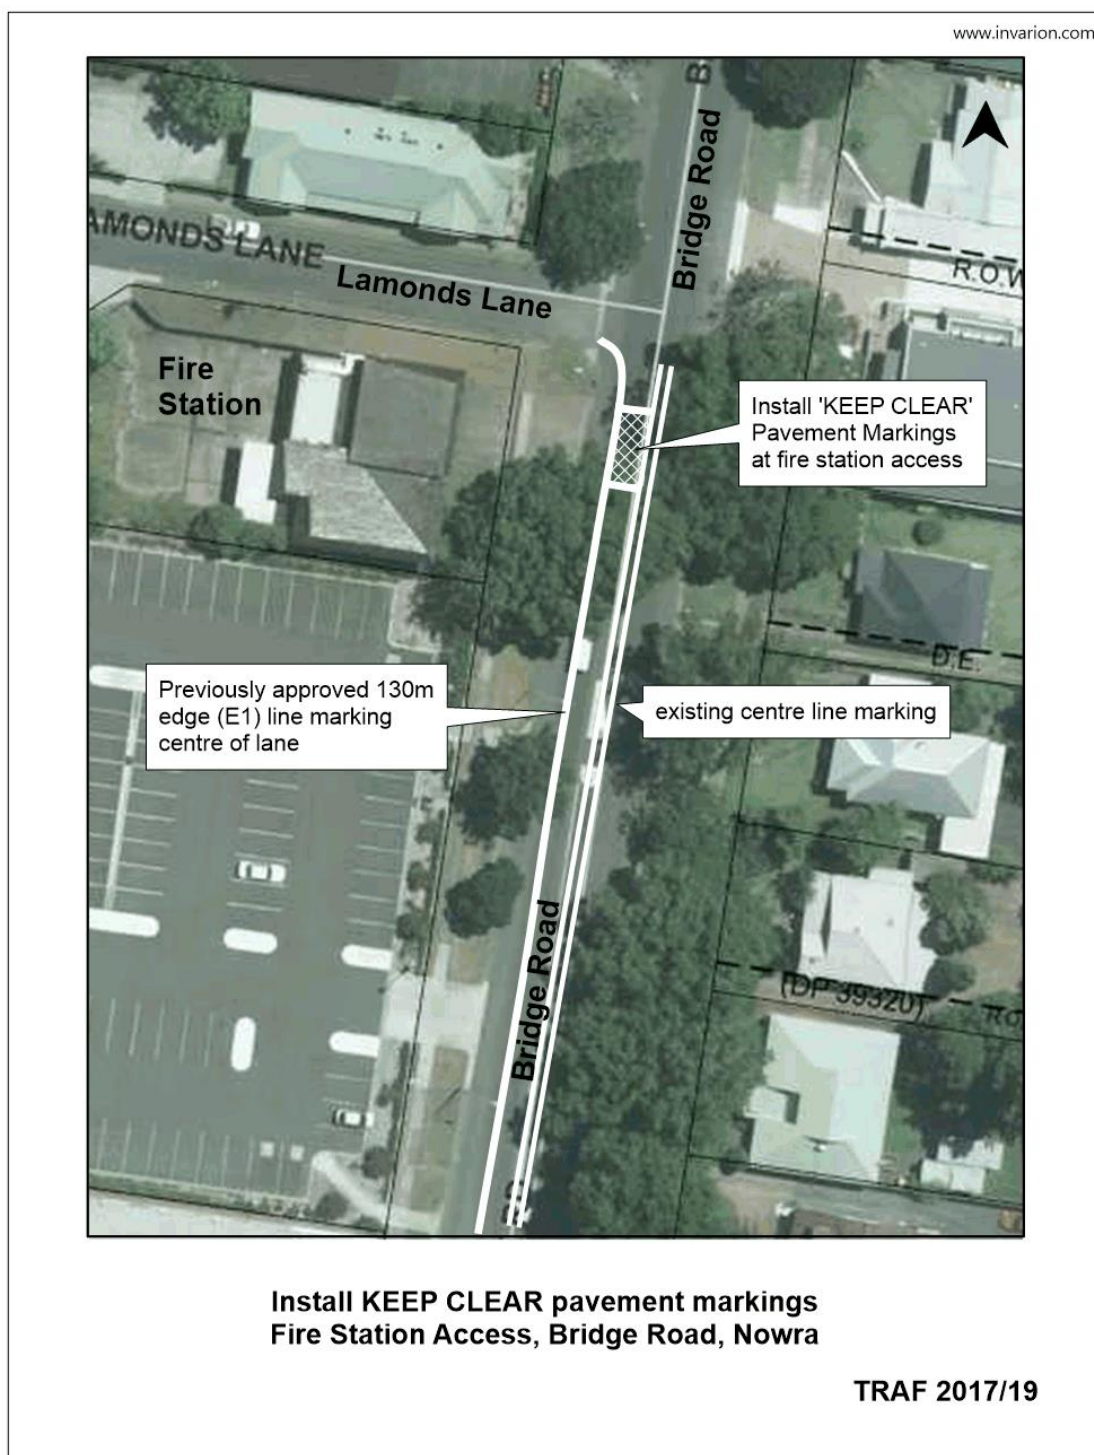 www.invarion.com
B
Bridge Road
AMONDS LANE
Lamonds Lane
R.O.W
Fire
Station
Install 'KEEP CLEAR'
Pavement Markings
at fire station access
D.E.
Previously approved 130m
edge (E1) line marking
centre of lane
existing centre line marking
Bridge Road
(DP 39320)
Install KEEP CLEAR pavement markings
Fire Station Access, Bridge Road, Nowra
TRAF 2017/19